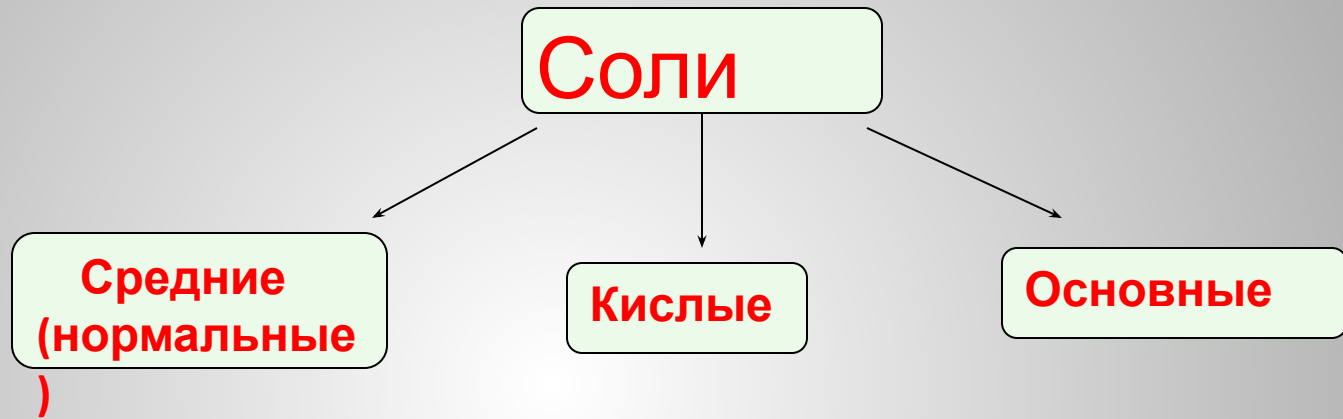 Соли
Средние
(нормальные
)
Кислые
Основные